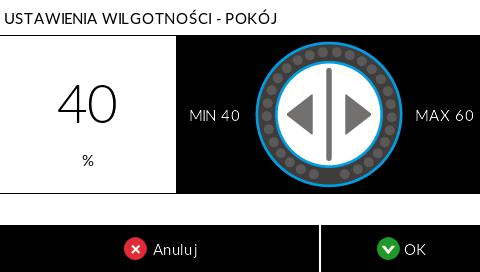 USTAWIENIA WILGOTNOŚCI - POKÓJ
40
%
MIN 40
MAX 60
Anuluj
OK